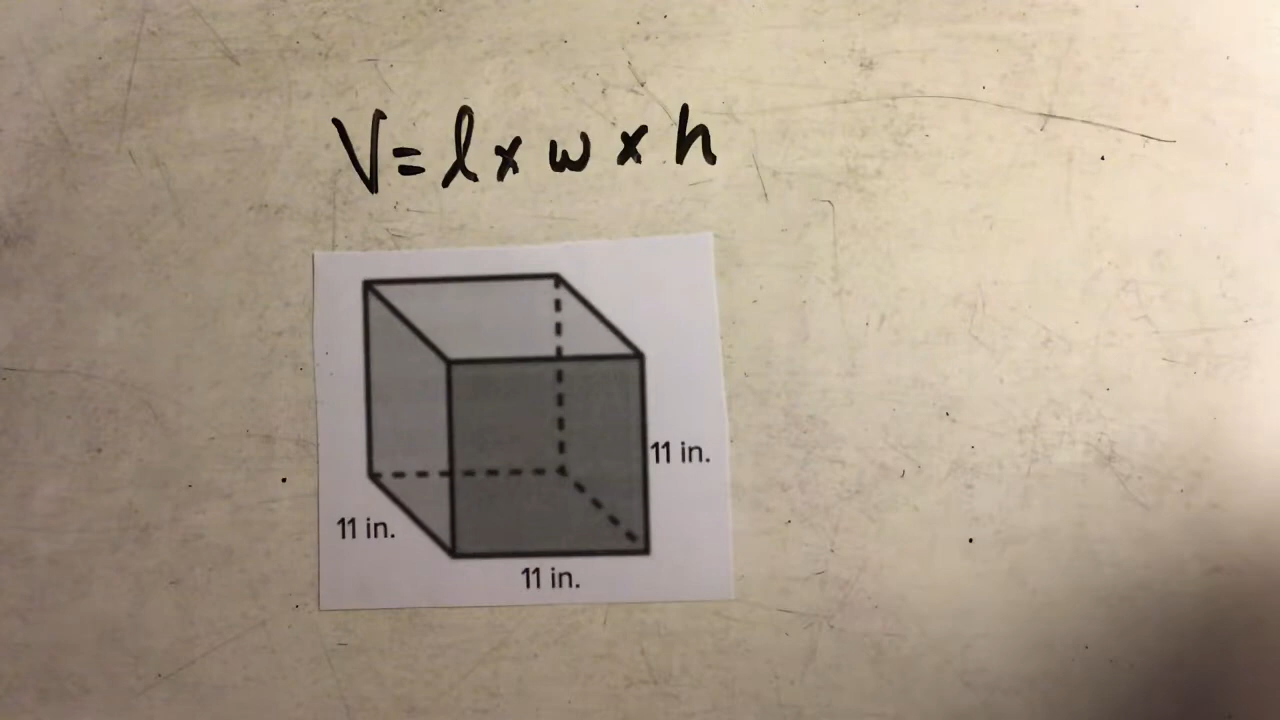 V = l x w x h
11 in.
11 in.
11 in.